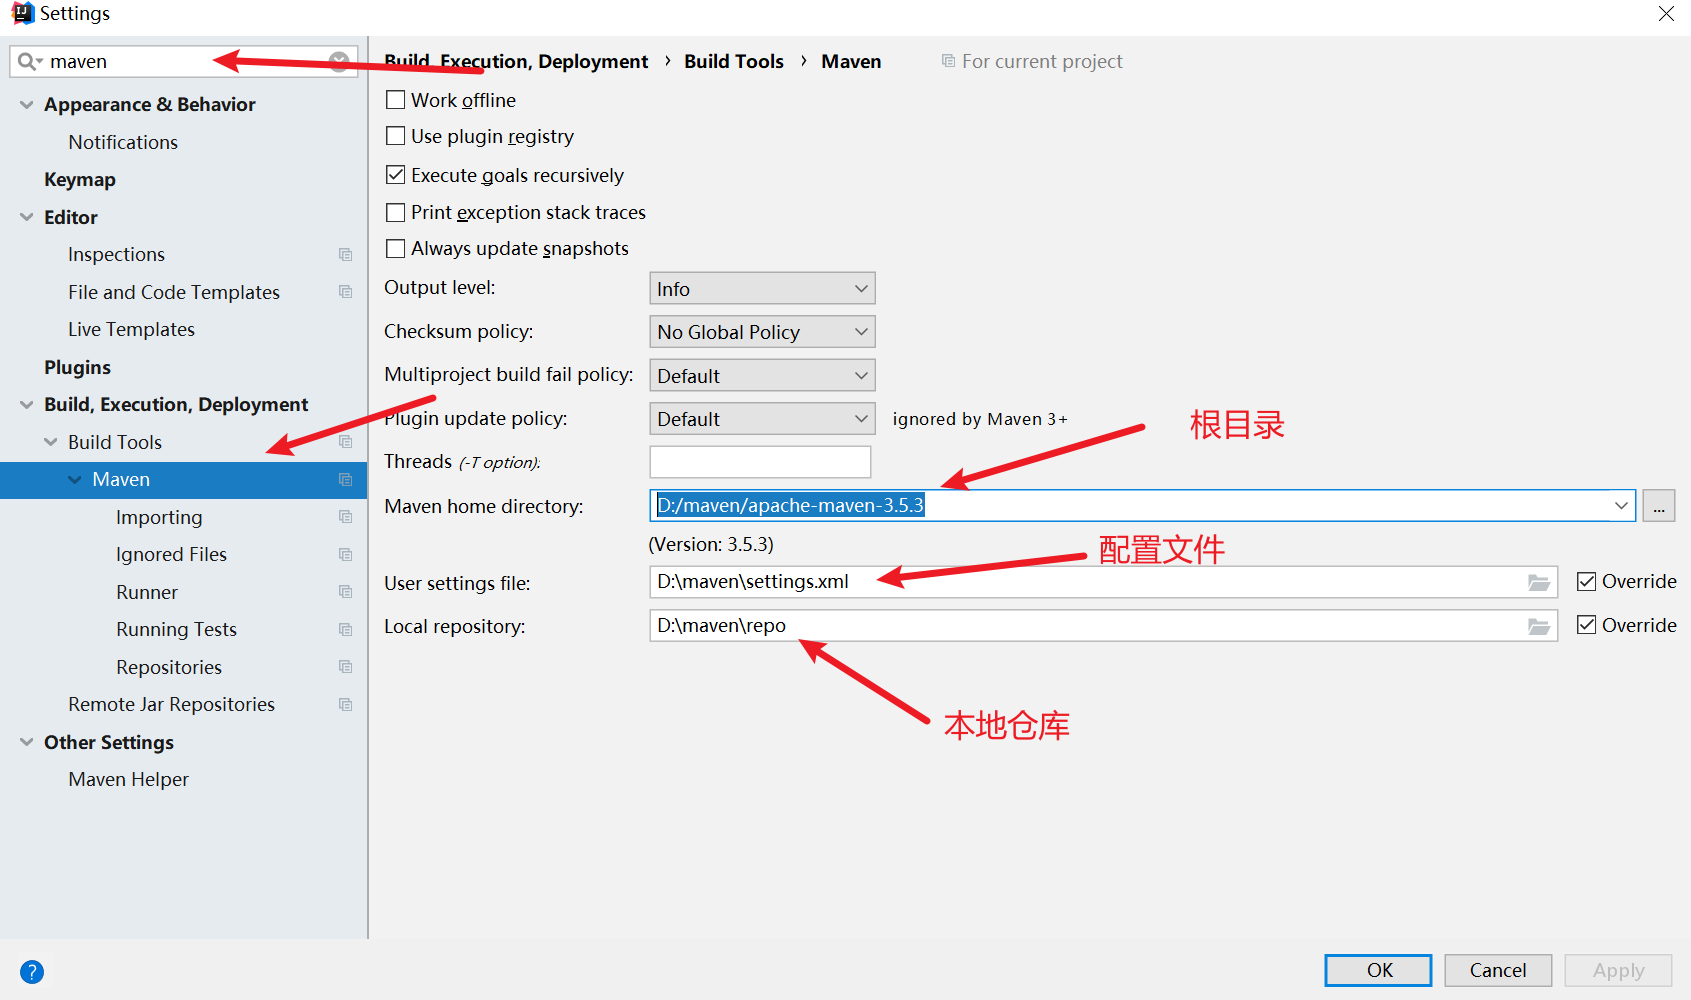 Settings
maven
Appearance & Behavior
Notifications
Keymap
Editor
Inspections
File and Code Templates
Live Templates
Plugins
Build, Execution, Deployment
Build Tools
Maven
Importing
Ignored Files
Runner
Running Tests
Repositories
Remote Jar Repositories
Other Settings
Maven Helper
Build, Execution, Deployment › Build Tools › Maven For current project
Work offline
Use plugin registry
Execute goals recursively
Print exception stack traces
Always update snapshots
Output level: Info
Checksum policy: No Global Policy
Multiproject build fail policy: Default
Plugin update policy: Default ignored by Maven 3+
根目录
Threads (-T option):
Maven home directory: D:/maven/apache-maven-3.5.3 ...
(Version: 3.5.3)
配置文件
User settings file: D:\maven\settings.xml Override
Local repository: D:\maven\repo Override
本地仓库
? OK Cancel Apply